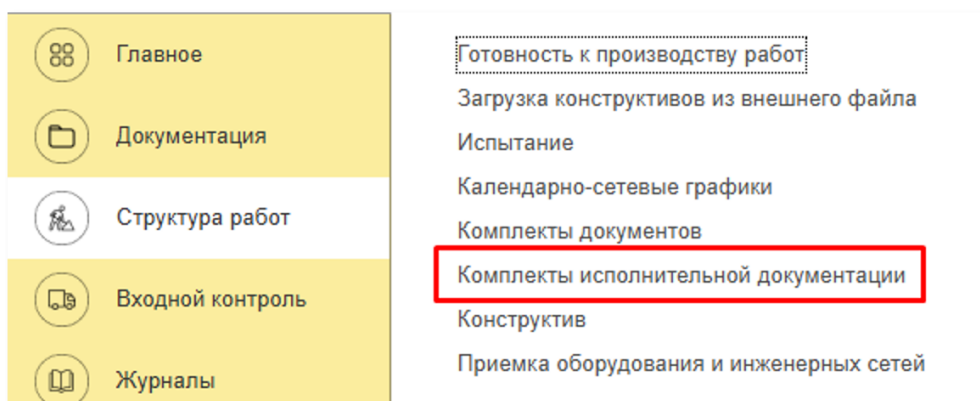 Главное
Документация
Структура работ
Входной контроль
Журналы
Готовность к производству работ
Загрузка конструктивов из внешнего файла
Испытание
Календарно-сетевые графики
Комплекты документов
Комплекты исполнительной документации
Конструктив
Приемка оборудования и инженерных сетей